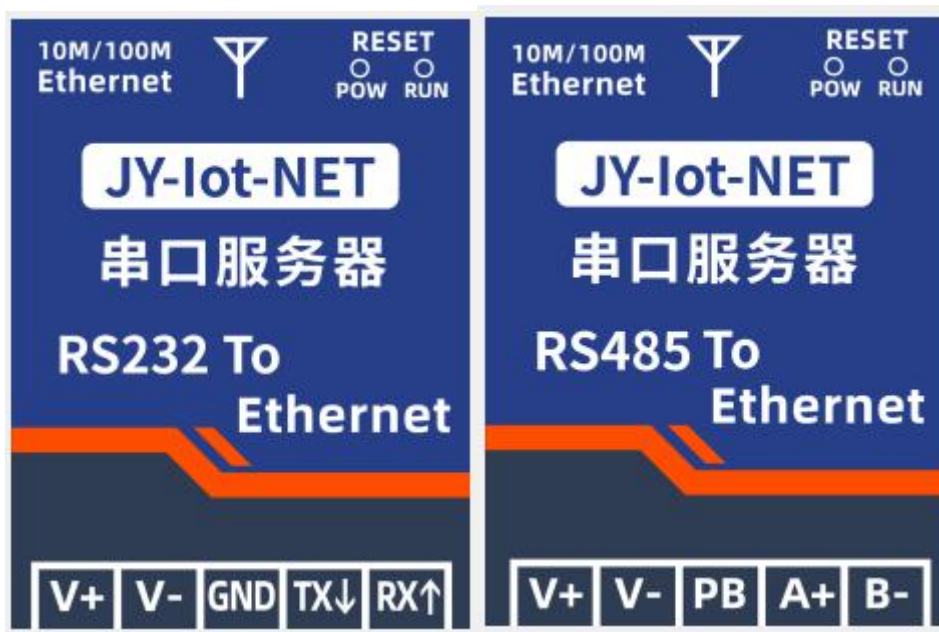 10M/100M
Ethernet
RESET
POW RUN
JY-Iot-NET
串口服务器
RS232 To
Ethernet
V+ V- GND TX↓ RX↑
10M/100M
Ethernet
RESET
POW RUN
JY-Iot-NET
串口服务器
RS485 To
Ethernet
V+ V- PB A+ B-